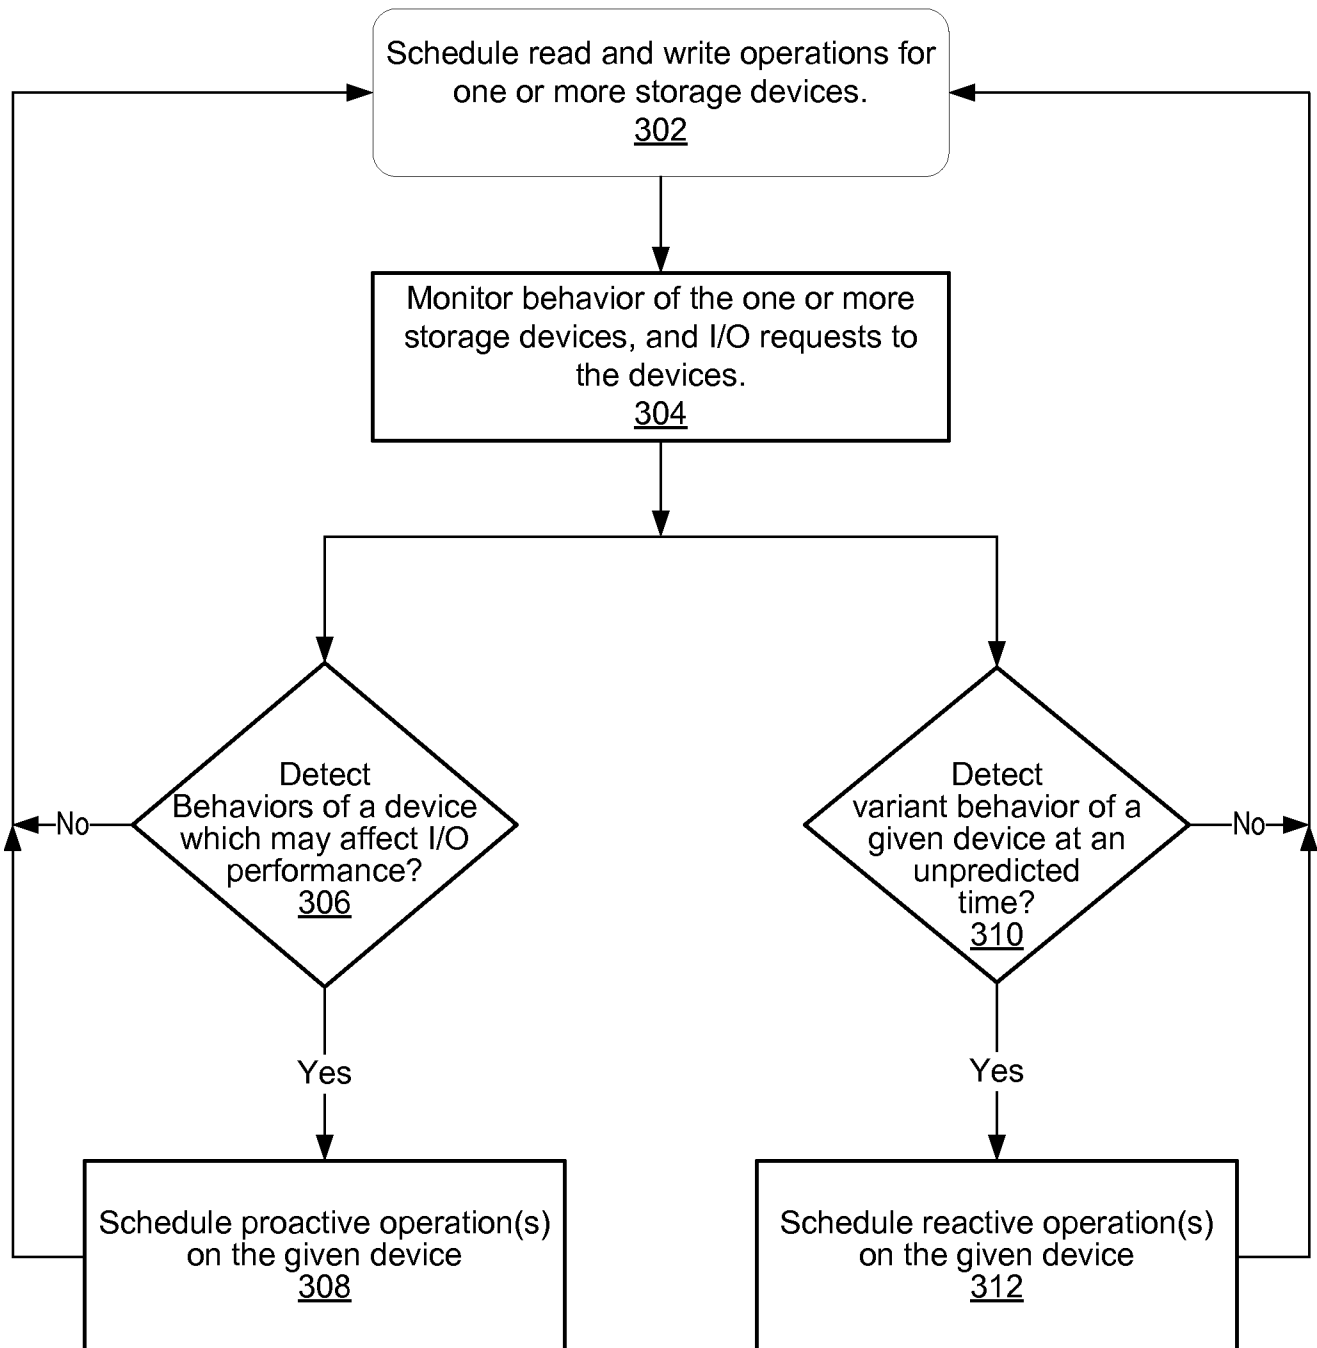 Schedule read and write operations for
one or more storage devices.
302
Monitor behavior of the one or more
storage devices, and I/O requests to
the devices.
304
Detect
Behaviors of a device
which may affect I/O
performance?
306
No
Yes
Schedule proactive operation(s)
on the given device
308
Detect
variant behavior of a
given device at an
unpredicted
time?
310
No
Yes
Schedule reactive operation(s)
on the given device
312